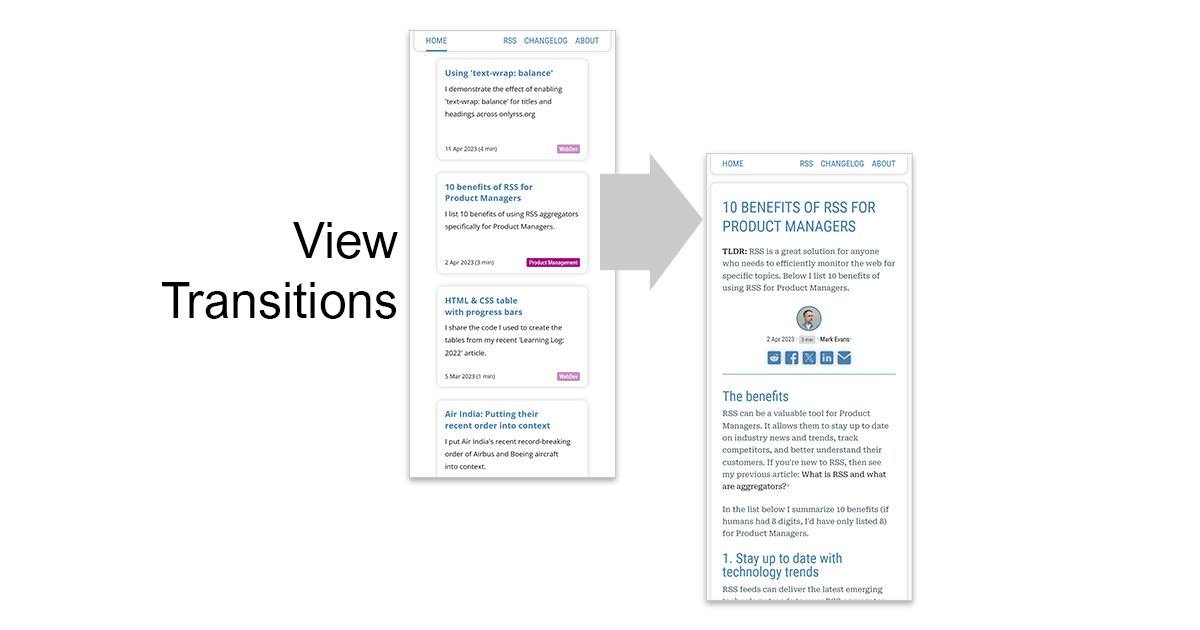 View
Transitions
HOME RSS CHANGELOG ABOUT
Using 'text-wrap: balance'
I demonstrate the effect of enabling
'text-wrap: balance' for titles and
headings across onlyrss.org
11 Apr 2023 (4 min) WebDev
10 benefits of RSS for
Product Managers
I list 10 benefits of using RSS aggregators
specifically for Product Managers.
2 Apr 2023 (3 min) Product Management
HTML & CSS table
with progress bars
I share the code I used to create the
tables from my recent 'Learning Log:
2022' article.
5 Mar 2023 (1 min) WebDev
Air India: Putting their
recent order into context
I put Air India's recent record-breaking
order of Airbus and Boeing aircraft
into context.
HOME RSS CHANGELOG ABOUT
10 BENEFITS OF RSS FOR
PRODUCT MANAGERS
TLDR: RSS is a great solution for anyone
who needs to efficiently monitor the web for
specific topics. Below I list 10 benefits of
using RSS for Product Managers.
2 Apr 2023 · 3 min · Mark Evans
The benefits
RSS can be a valuable tool for Product
Managers. It allows them to stay up to date
on industry news and trends, track
competitors, and better understand their
customers. If you're new to RSS, then see
my previous article: What is RSS and what
are aggregators?
In the list below I summarize 10 benefits (if
humans had 8 digits, I'd have only listed 8)
for Product Managers.
1. Stay up to date with
technology trends
RSS feeds can deliver the latest emerging